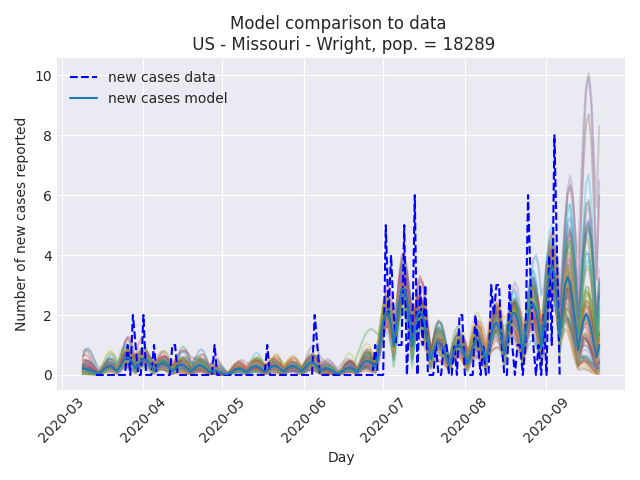 Model comparison to data
US - Missouri - Wright, pop. = 18289
new cases data
new cases model
Number of new cases reported
10
8
6
4
2
0
2020-03
2020-04
2020-05
2020-06
2020-07
2020-08
2020-09
Day